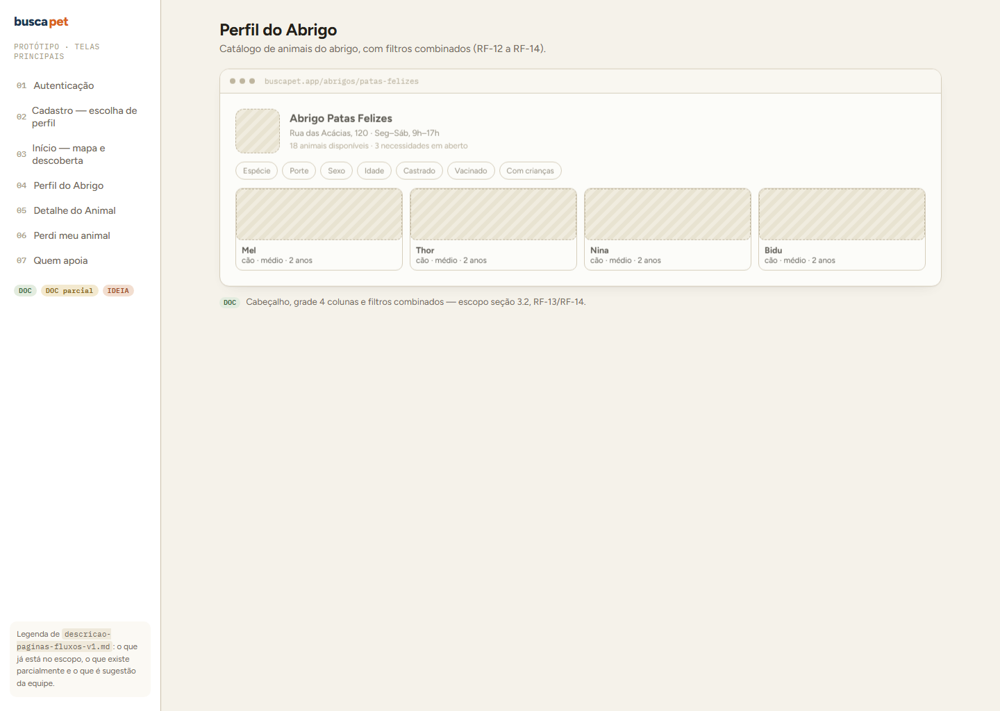 buscapet
PROTÓTIPO · TELAS
PRINCIPAIS
01 Autenticação
02 Cadastro — escolha de
perfil
03 Início — mapa e
descoberta
04 Perfil do Abrigo
05 Detalhe do Animal
06 Perdi meu animal
07 Quem apoia
DOC DOC parcial IDEIA
Legenda de descricao-
paginas-fluxos-v1.md: o que
já está no escopo, o que existe
parcialmente e o que é sugestão
da equipe.
Perfil do Abrigo
Catálogo de animais do abrigo, com filtros combinados (RF-12 a RF-14).
buscapet.app/abrigos/patas-felizes
Abrigo Patas Felizes
Rua das Acácias, 120 · Seg–Sáb, 9h–17h
18 animais disponíveis · 3 necessidades em aberto
Espécie Porte Sexo Idade Castrado Vacinado Com crianças
Mel
cão · médio · 2 anos
Thor
cão · médio · 2 anos
Nina
cão · médio · 2 anos
Bidu
cão · médio · 2 anos
DOC Cabeçalho, grade 4 colunas e filtros combinados — escopo seção 3.2, RF-13/RF-14.